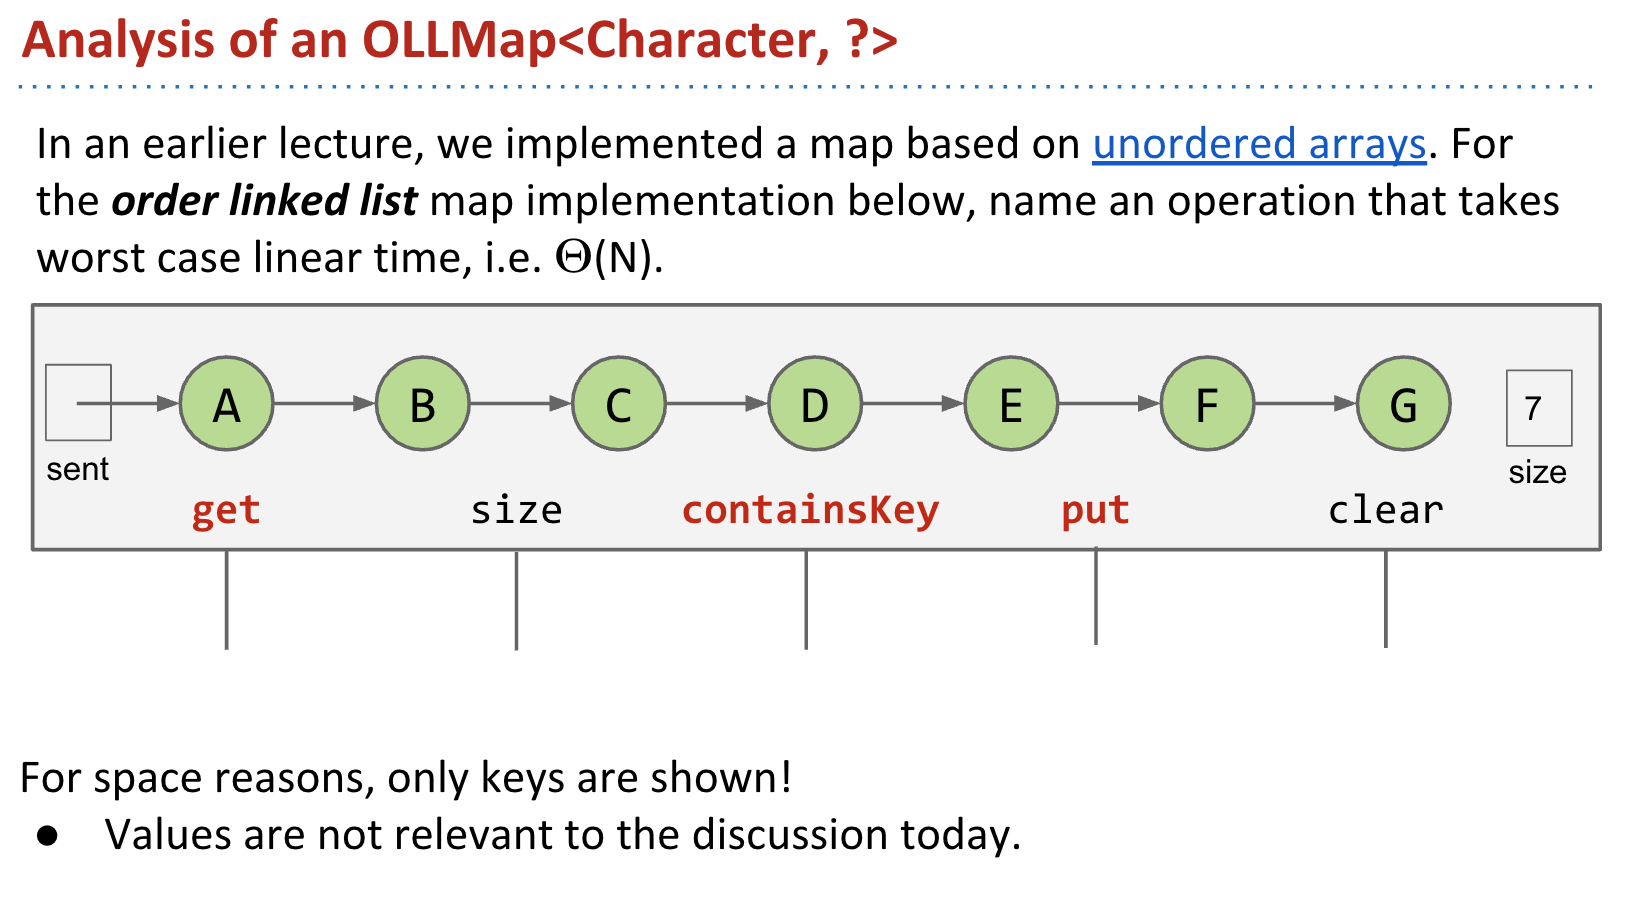 Analysis of an OLLMap<Character, ?>
In an earlier lecture, we implemented a map based on unordered arrays. For
the order linked list map implementation below, name an operation that takes
worst case linear time, i.e. Θ(N).
A B C D E F G 7
sent size
get size containsKey put clear
For space reasons, only keys are shown!
● Values are not relevant to the discussion today.